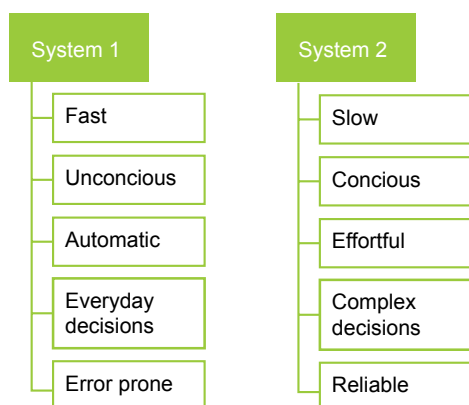 System 1
Fast
Unconcious
Automatic
Everyday
decisions
Error prone
System 2
Slow
Concious
Effortful
Complex
decisions
Reliable